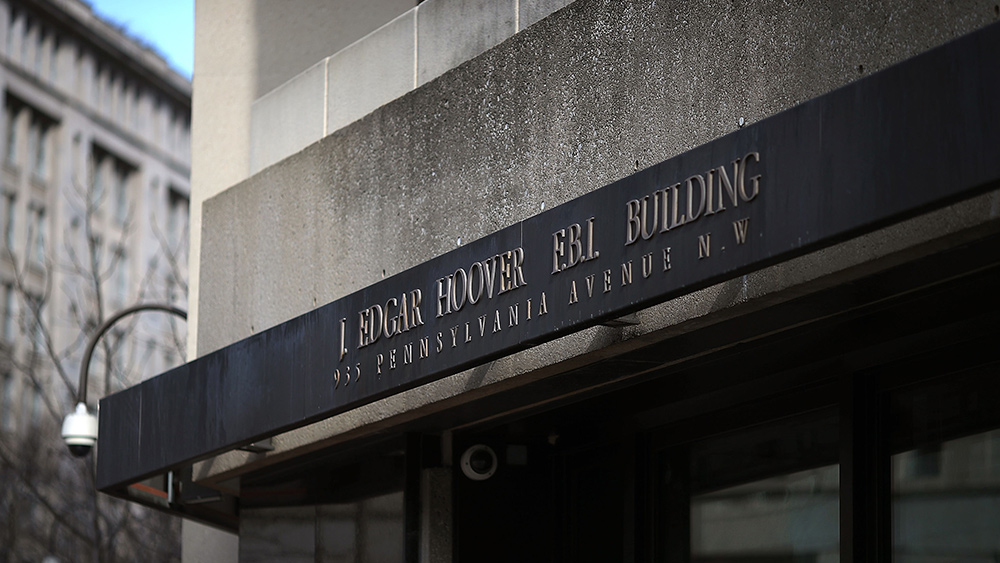 J. EDGAR HOOVER F.B.I. BUILDING
935 PENNSYLVANIA AVENUE N.W.